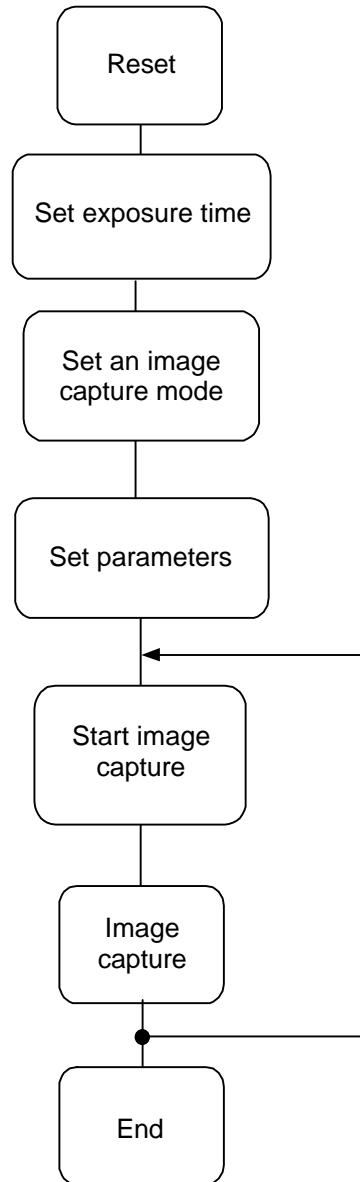 Reset
Set exposure time
Set an image
capture mode
Set parameters
Start image
capture
Image
capture
End